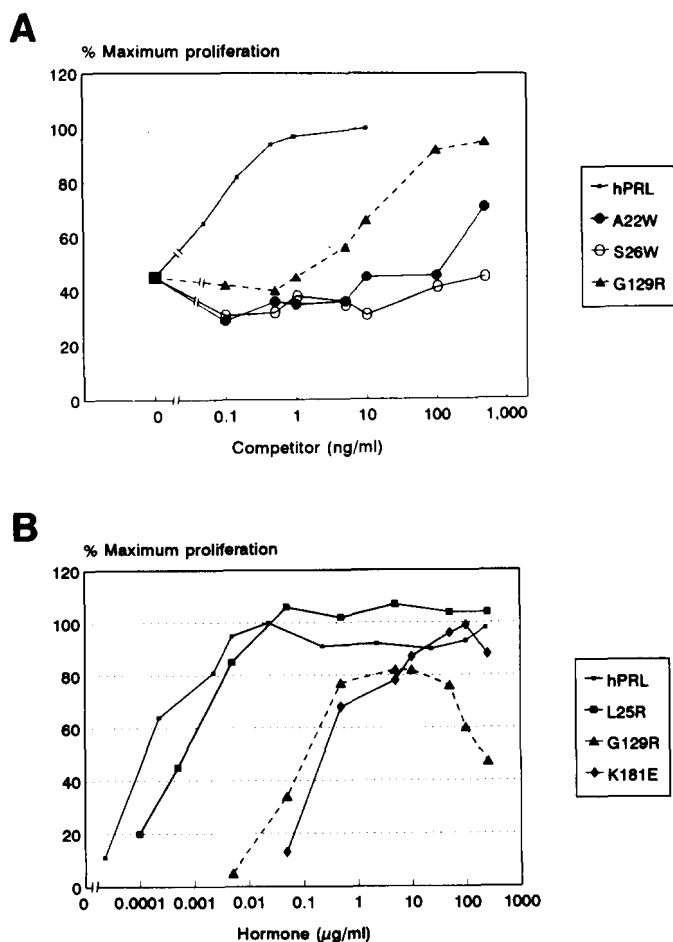 A
% Maximum proliferation
120
100
80
60
40
20
0
0 0.1 1 10 100 1,000
Competitor (ng/ml)
hPRL
A22W
S26W
G129R
B
% Maximum proliferation
120
100
80
60
40
20
0
0 0.0001 0.001 0.01 0.1 1 10 100 1000
Hormone (µg/ml)
hPRL
L25R
G129R
K181E